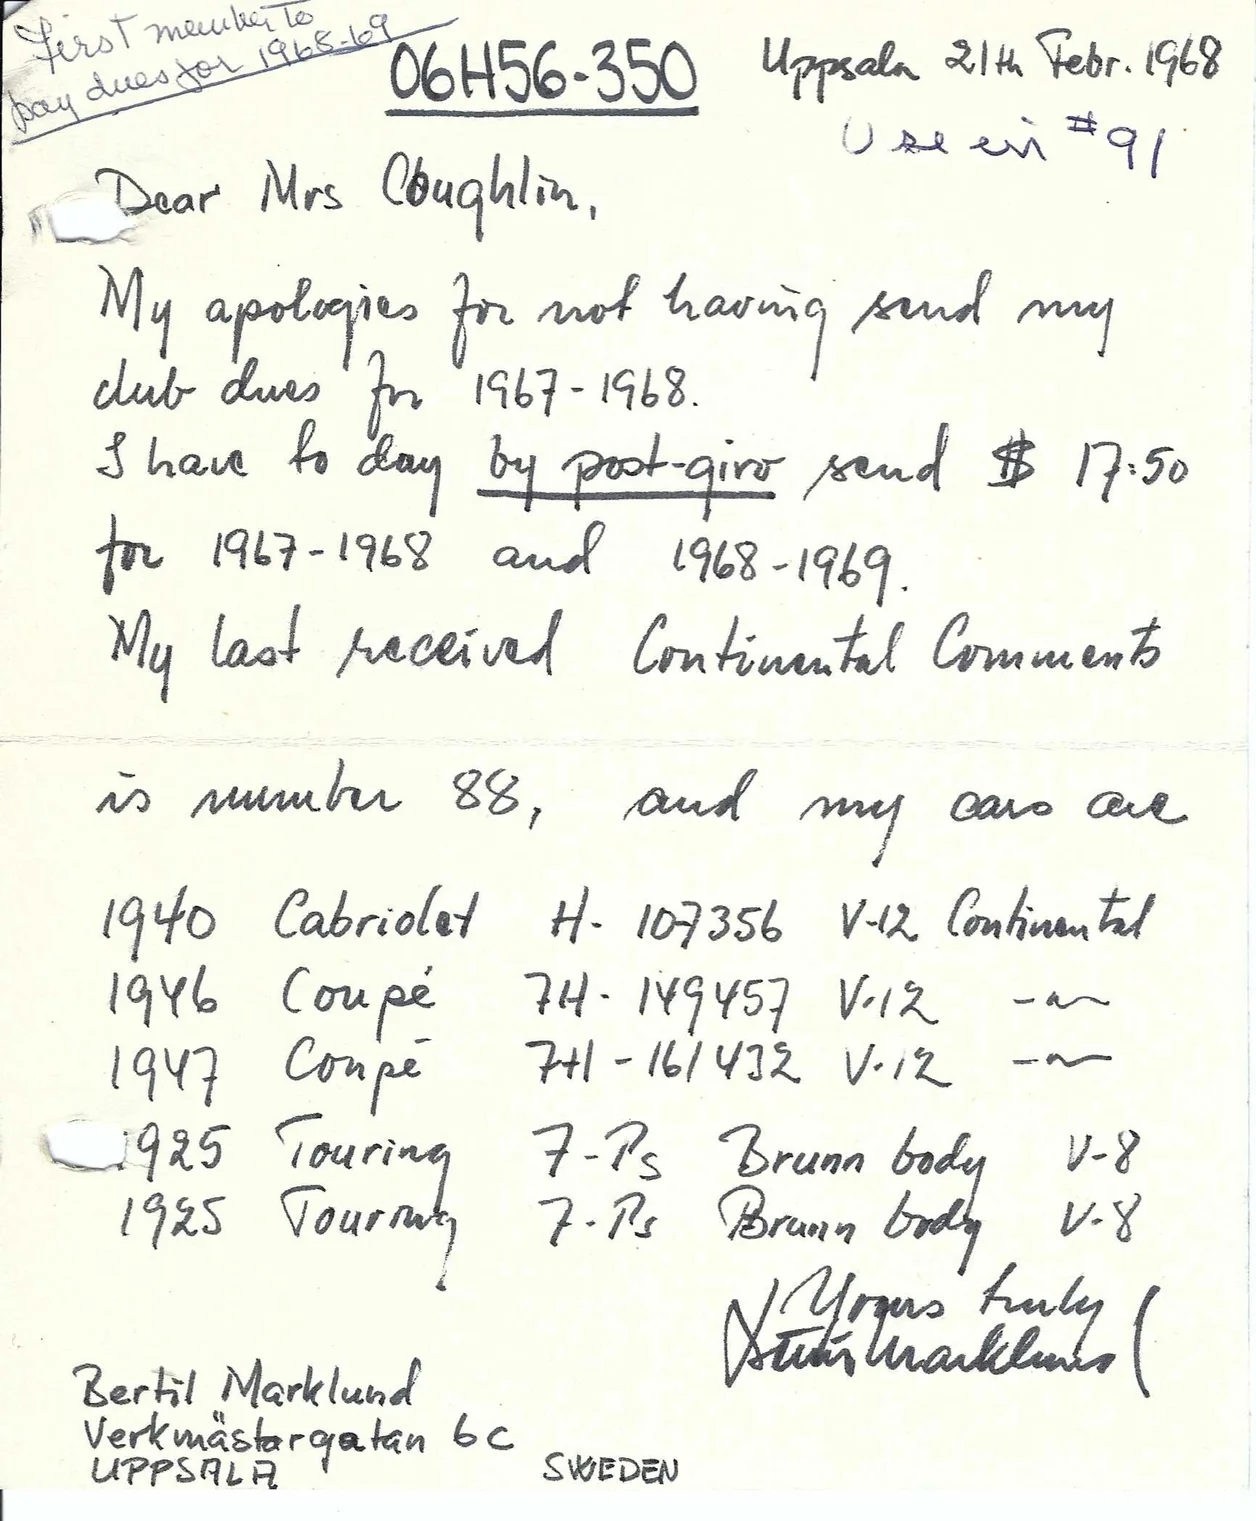 First member to
pay dues for 1968-69
06H56-350
Uppsala 21th Febr. 1968
Use in #91
Dear Mrs Coughlin,
My apologies for not having send my
club dues for 1967-1968.
I have to day by post-giro send $ 17:50
for 1967-1968 and 1968-1969.
My last received Continental Comments
is number 88, and my cars are
1940 Cabriolet H- 107356 V-12 Continental
1946 Coupé 7H- 149457 V-12 -"-
1947 Coupé 7H-161432 V-12 -"-
1925 Touring 7-Ps Brunn body V-8
1925 Touring 7-Ps Brunn body V-8
Yours truly
Bertil Marklund
Bertil Marklund
Verkmästargatan 6c
UPPSALA SWEDEN